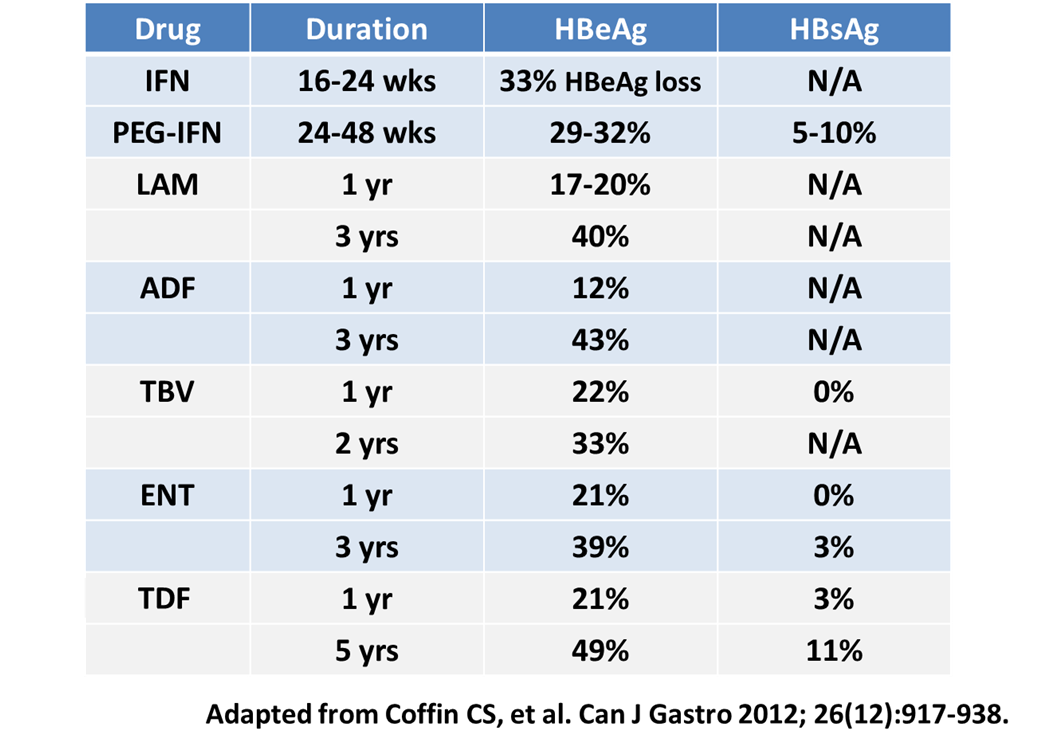 Drug Duration HBeAg HBsAg
IFN 16-24 wks 33% HBeAg loss N/A
PEG-IFN 24-48 wks 29-32% 5-10%
LAM 1 yr 17-20% N/A
3 yrs 40% N/A
ADF 1 yr 12% N/A
3 yrs 43% N/A
TBV 1 yr 22% 0%
2 yrs 33% N/A
ENT 1 yr 21% 0%
3 yrs 39% 3%
TDF 1 yr 21% 3%
5 yrs 49% 11%
Adapted from Coffin CS, et al. Can J Gastro 2012; 26(12):917-938.